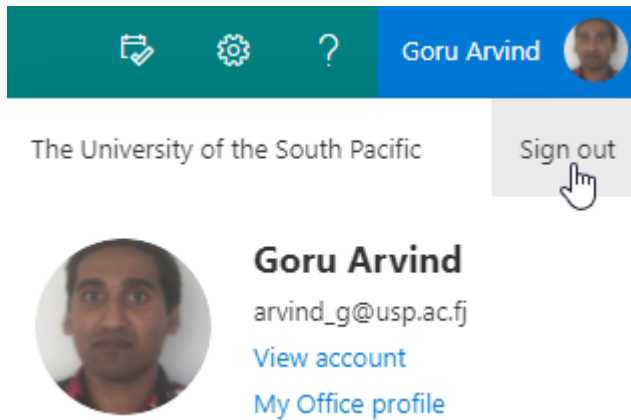 Goru Arvind
The University of the South Pacific Sign out
Goru Arvind
arvind_g@usp.ac.fj
View account
My Office profile